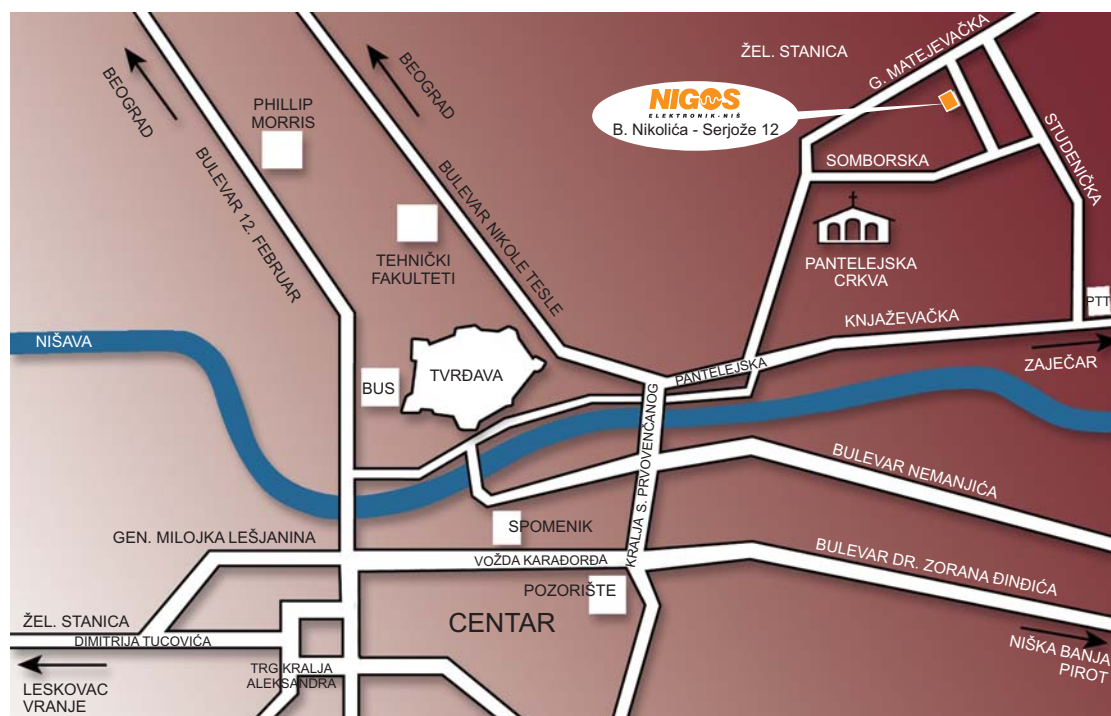 BEOGRAD
PHILLIP
MORRIS
BULEVAR 12. FEBRUAR
BEOGRAD
TEHNIČKI
FAKULTETI
BULEVAR NIKOLE TESLE
NIGOS
ELEKTRONIK-NIŠ
B. Nikolića - Serjože 12
ŽEL. STANICA
G. MATEJEVAČKA
STUDENIČKA
SOMBORSKA
PANTELEJSKA
CRKVA
PTT
KNJAŽEVAČKA
ZAJEČAR
PANTELEJSKA
NIŠAVA
BUS
TVRĐAVA
KRALJA S. PRVOVENČANOG
BULEVAR NEMANJIĆA
GEN. MILOJKA LEŠJANINA
SPOMENIK
VOŽDA KARAĐORĐA
BULEVAR DR. ZORANA ĐINĐIĆA
POZORIŠTE
CENTAR
ŽEL. STANICA
DIMITRIJA TUCOVIĆA
TRG KRALJA
ALEKSANDRA
LESKOVAC
VRANJE
NIŠKA BANJA
PIROT